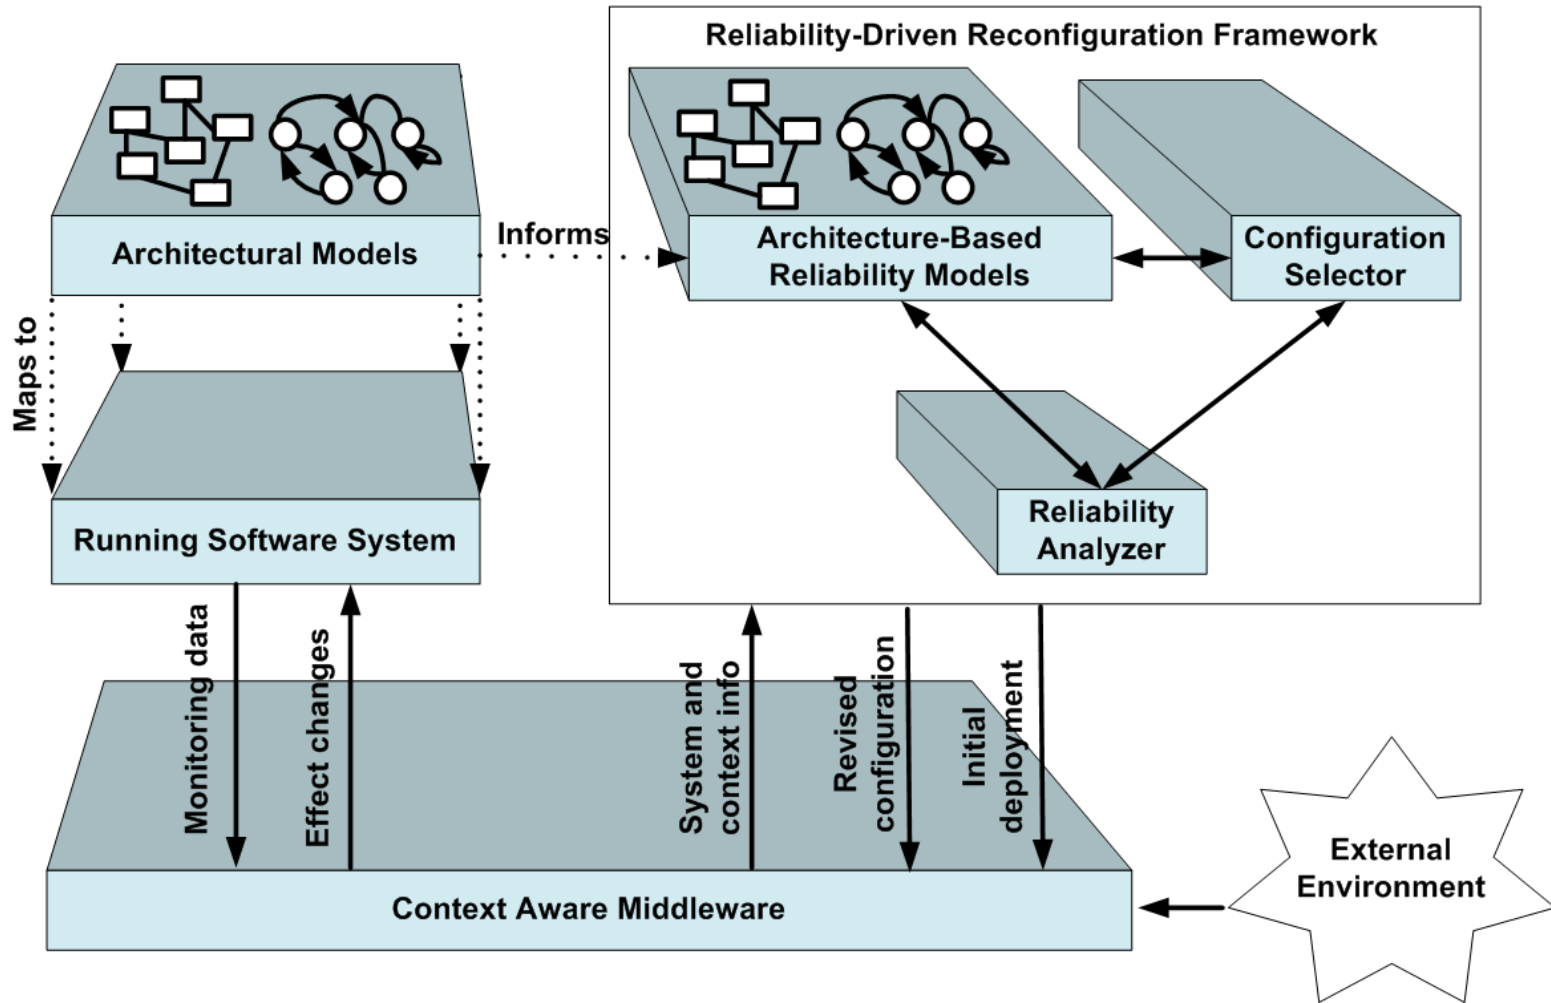 Reliability-Driven Reconfiguration Framework
Architectural Models
Informs
Architecture-Based
Reliability Models
Configuration
Selector
Maps to
Reliability
Analyzer
Running Software System
Monitoring data
Effect changes
System and
context info
Revised
configuration
Initial
deployment
External
Environment
Context Aware Middleware